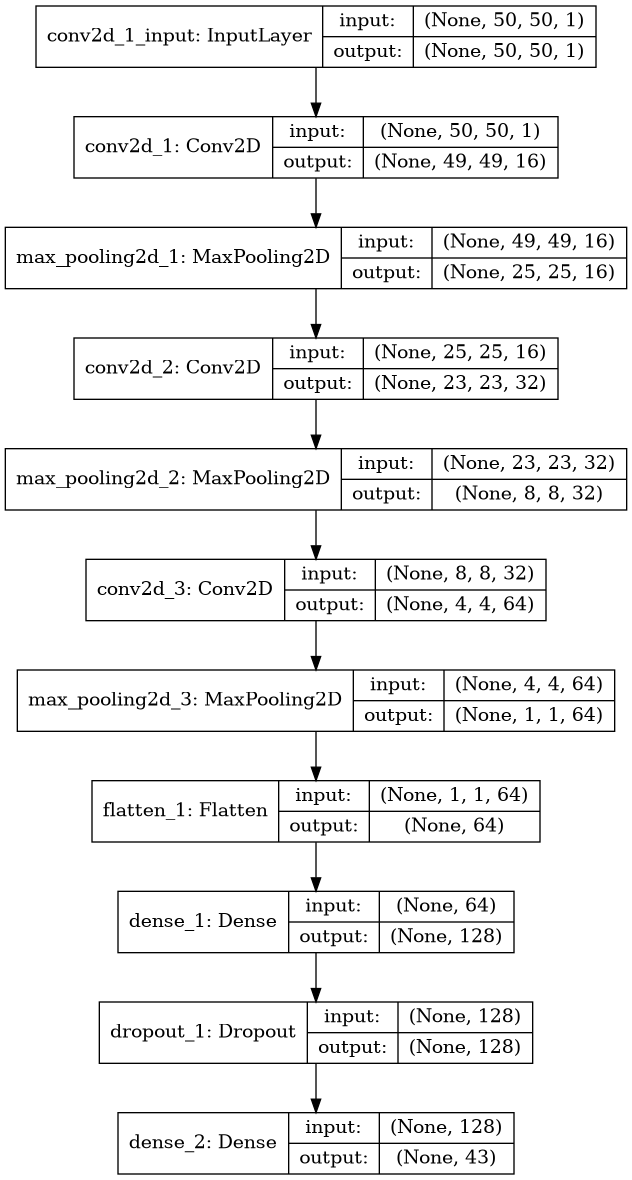 conv2d_1_input: InputLayer
input: (None, 50, 50, 1)
output: (None, 50, 50, 1)
conv2d_1: Conv2D
input: (None, 50, 50, 1)
output: (None, 49, 49, 16)
max_pooling2d_1: MaxPooling2D
input: (None, 49, 49, 16)
output: (None, 25, 25, 16)
conv2d_2: Conv2D
input: (None, 25, 25, 16)
output: (None, 23, 23, 32)
max_pooling2d_2: MaxPooling2D
input: (None, 23, 23, 32)
output: (None, 8, 8, 32)
conv2d_3: Conv2D
input: (None, 8, 8, 32)
output: (None, 4, 4, 64)
max_pooling2d_3: MaxPooling2D
input: (None, 4, 4, 64)
output: (None, 1, 1, 64)
flatten_1: Flatten
input: (None, 1, 1, 64)
output: (None, 64)
dense_1: Dense
input: (None, 64)
output: (None, 128)
dropout_1: Dropout
input: (None, 128)
output: (None, 128)
dense_2: Dense
input: (None, 128)
output: (None, 43)